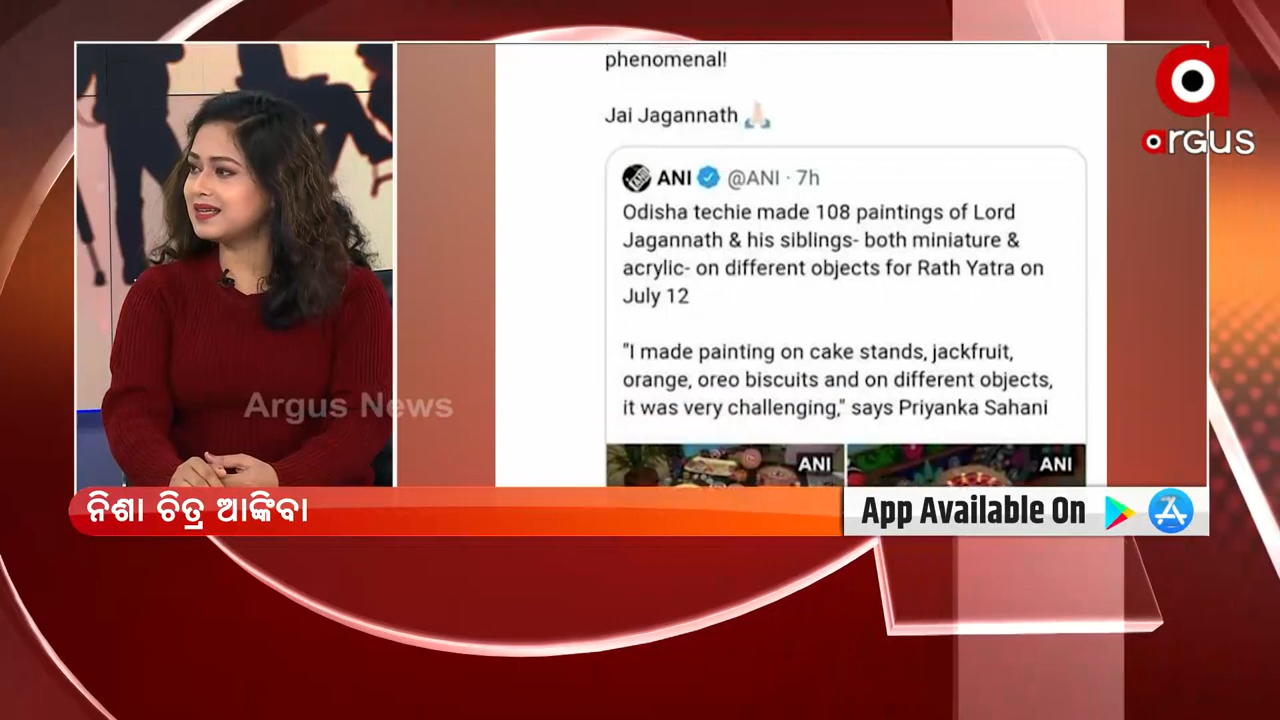 phenomenal!
Jai Jagannath 🙏🏻
ANI @ANI · 7h
Odisha techie made 108 paintings of Lord
Jagannath & his siblings- both miniature &
acrylic- on different objects for Rath Yatra on
July 12
"I made painting on cake stands, jackfruit,
orange, oreo biscuits and on different objects,
it was very challenging," says Priyanka Sahani
ANI
ANI
argus
Argus News
ନିଶା ଚିତ୍ର ଆଙ୍କିବା
App Available On